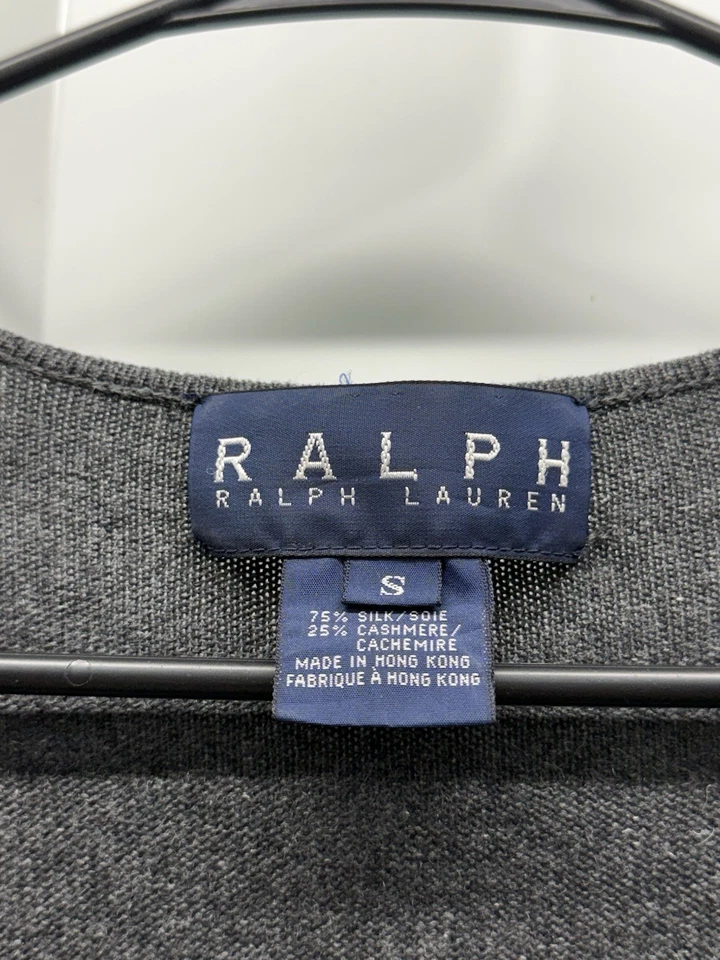 RALPH
RALPH LAUREN
S
75% SILK/SOIE
25% CASHMERE/
CACHEMIRE
MADE IN HONG KONG
FABRIQUE À HONG KONG